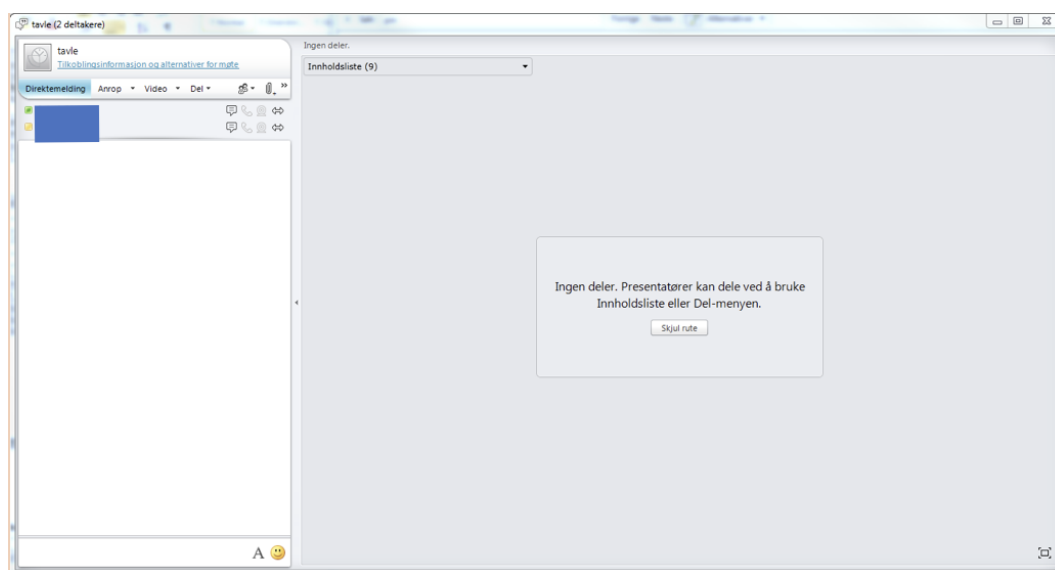 tavle (2 deltakere)
tavle
Tilkoblingsinformasjon og alternativer for møte
Direktemelding Anrop Video Del
Ingen deler.
Innholdsliste (9)
Ingen deler. Presentatører kan dele ved å bruke
Innholdsliste eller Del-menyen.
Skjul rute
A